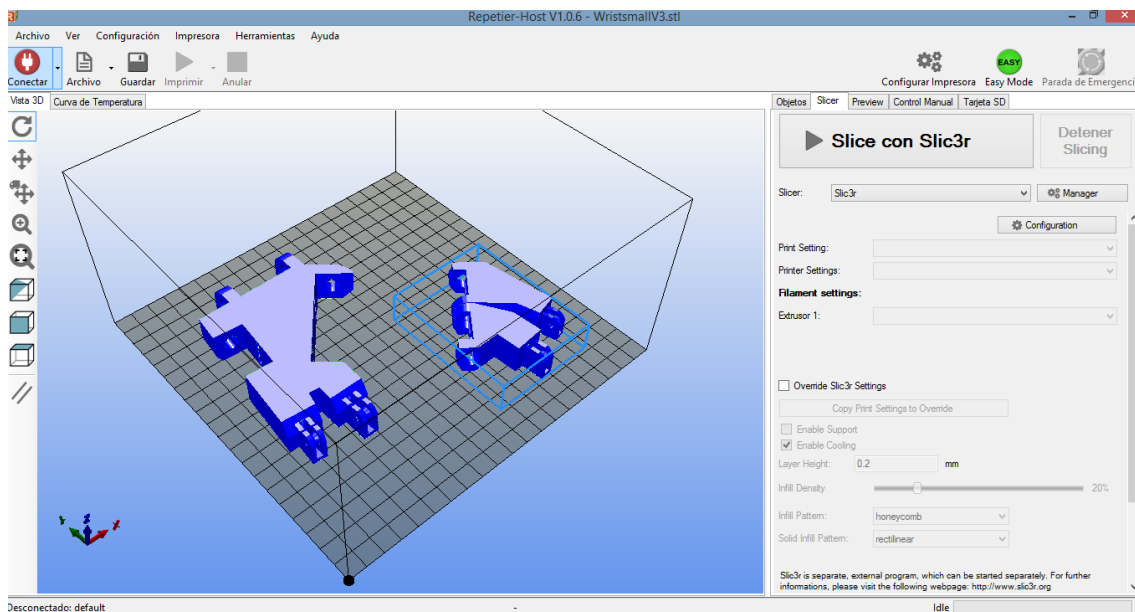 Repetier-Host V1.0.6 - WristsmallV3.stl
Archivo Ver Configuración Impresora Herramientas Ayuda
Conectar Archivo Guardar Imprimir Anular Configurar Impresora Easy Mode Parada de Emergenci
EASY
Vista 3D Curva de Temperatura
Objetos Slicer Preview Control Manual Tarjeta SD
Slice con Slic3r
Detener Slicing
Slicer: Slic3r Manager
Configuration
Print Setting:
Printer Settings:
Filament settings:
Extrusor 1:
Override Slic3r Settings
Copy Print Settings to Override
Enable Support
Enable Cooling
Layer Height: 0.2 mm
Infill Density 20%
Infill Pattern: honeycomb
Solid Infill Pattern: rectilinear
Slic3r is separate, external program, which can be started separately. For further
informations, please visit the following webpage: http://www.slic3r.org
Desconectado: default - Idle